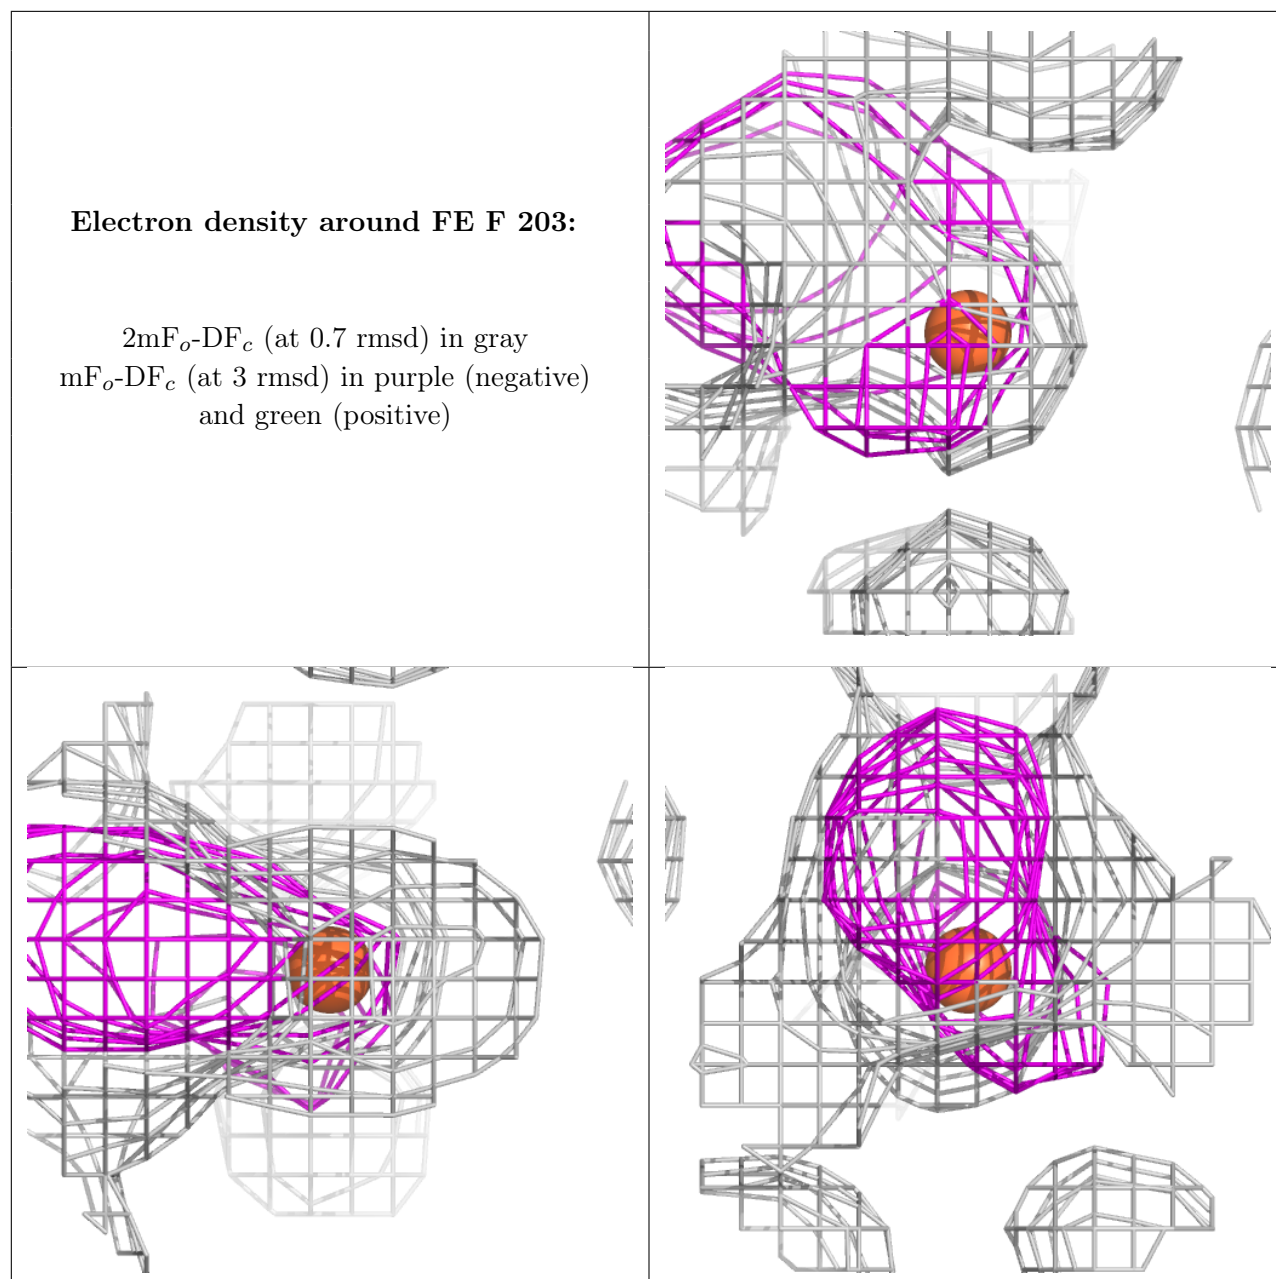 Electron density around FE F 203:
2mFo-DFc (at 0.7 rmsd) in gray
mFo-DFc (at 3 rmsd) in purple (negative)
and green (positive)